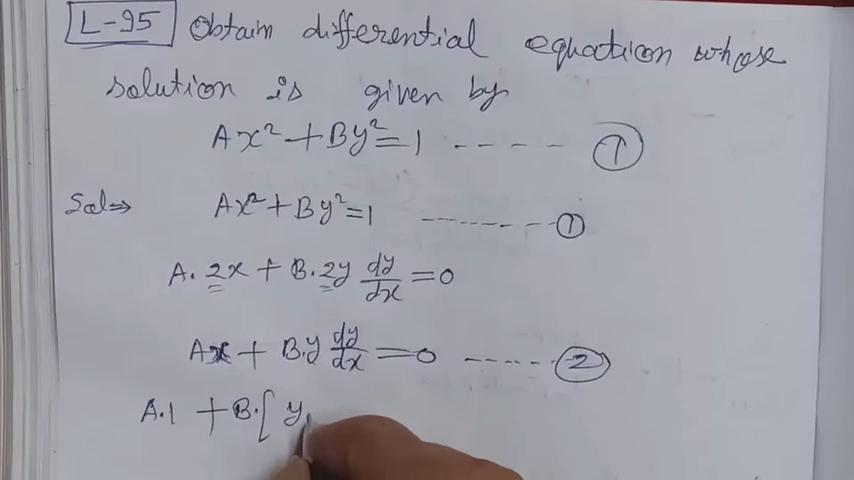 L-95 Obtain differential equation whose
solution is given by
Ax² + By² = 1 ---- ①
Sol⇒ Ax² + By² = 1 -------- ①
A. 2x + B. 2y dy/dx = 0
Ax + B.y dy/dx = 0 ------ ②
A.1 + B.[ y